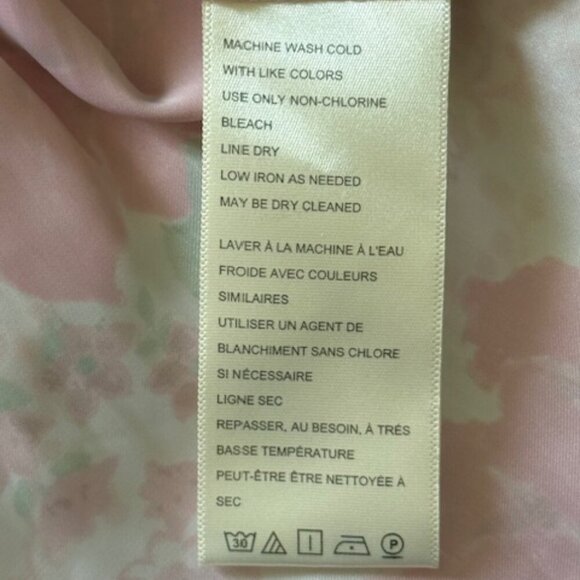 MACHINE WASH COLD
WITH LIKE COLORS
USE ONLY NON-CHLORINE
BLEACH
LINE DRY
LOW IRON AS NEEDED
MAY BE DRY CLEANED
LAVER À LA MACHINE À L'EAU
FROIDE AVEC COULEURS
SIMILAIRES
UTILISER UN AGENT DE
BLANCHIMENT SANS CHLORE
SI NÉCESSAIRE
LIGNE SEC
REPASSER, AU BESOIN, À TRÉS
BASSE TEMPÉRATURE
PEUT-ÊTRE ÊTRE NETTOYÉE À
SEC
30 P